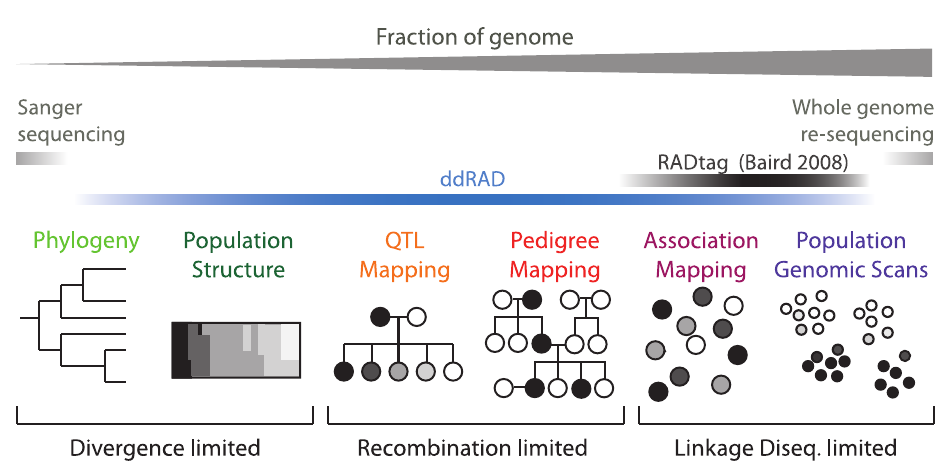 Fraction of genome
Sanger
sequencing
Whole genome
re-sequencing
RADtag (Baird 2008)
ddRAD
Phylogeny
Population
Structure
QTL
Mapping
Pedigree
Mapping
Association
Mapping
Population
Genomic Scans
Divergence limited
Recombination limited
Linkage Diseq. limited